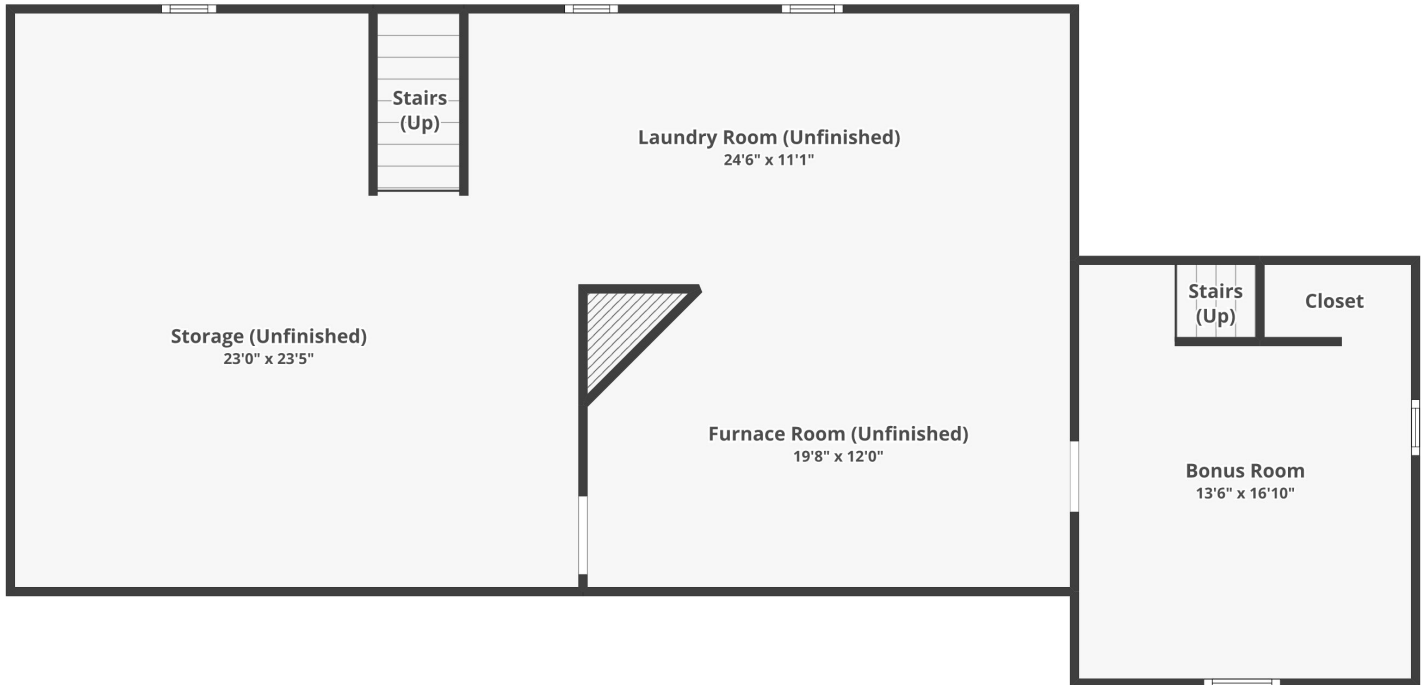 Stairs
(Up)
Laundry Room (Unfinished)
24'6" x 11'1"
Stairs
(Up)
Closet
Storage (Unfinished)
23'0" x 23'5"
Furnace Room (Unfinished)
19'8" x 12'0"
Bonus Room
13'6" x 16'10"